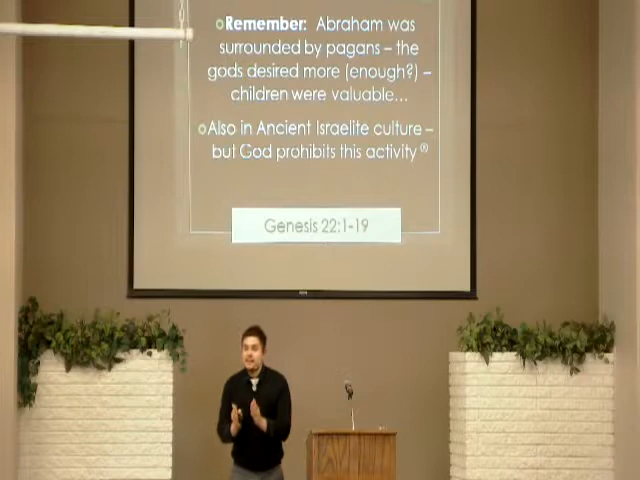 Remember: Abraham was
surrounded by pagans – the
gods desired more (enough?) –
children were valuable...
Also in Ancient Israelite culture –
but God prohibits this activity ®
Genesis 22:1-19